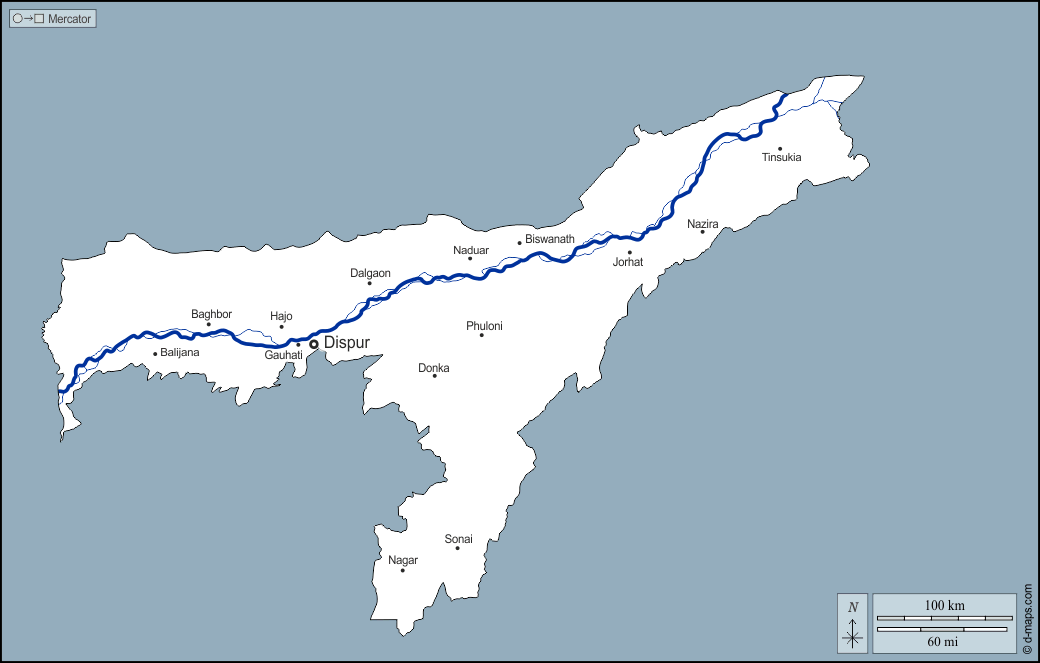 Mercator
Tinsukia
Nazira
Biswanath
Naduar
Jorhat
Dalgaon
Baghbor
Hajo
Phuloni
Dispur
Balijana
Gauhati
Donka
Sonai
Nagar
N
100 km
60 mi
© d-maps.com